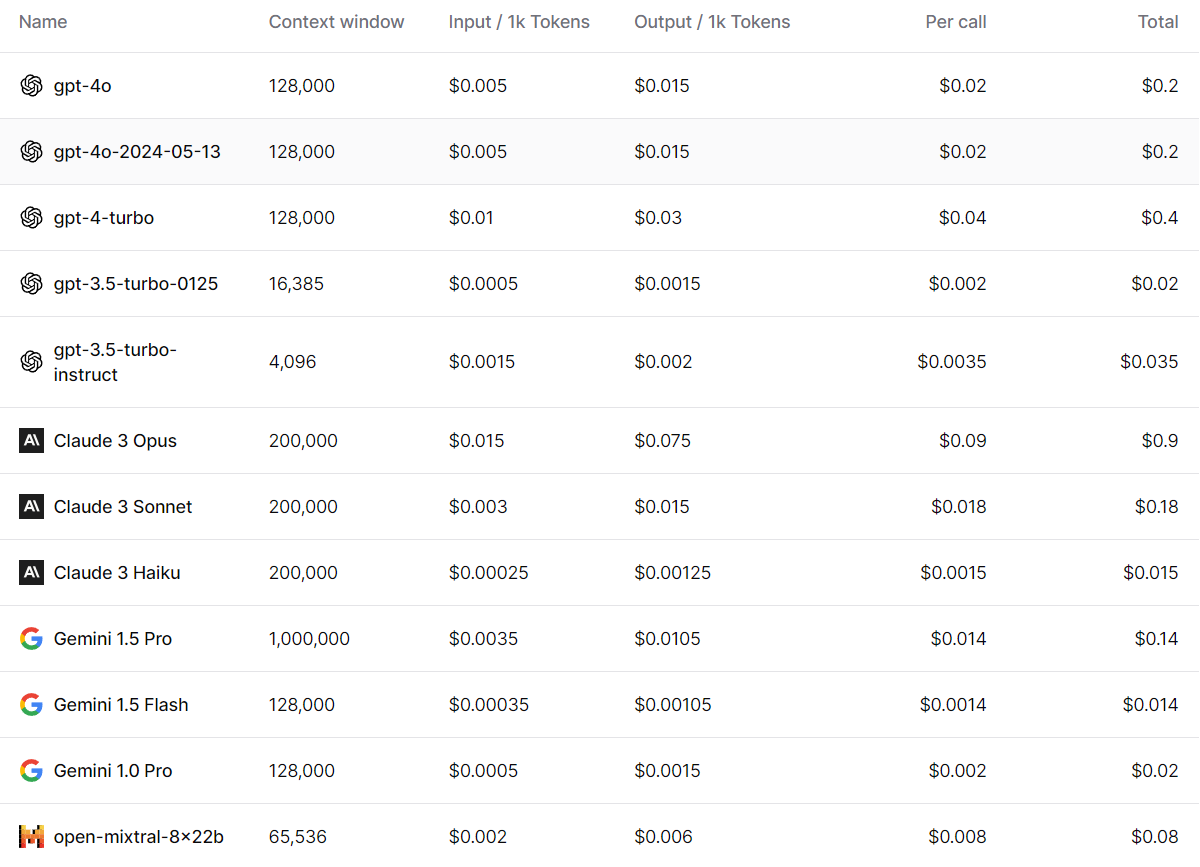 Name Context window Input / 1k Tokens Output / 1k Tokens Per call Total
gpt-4o 128,000 $0.005 $0.015 $0.02 $0.2
gpt-4o-2024-05-13 128,000 $0.005 $0.015 $0.02 $0.2
gpt-4-turbo 128,000 $0.01 $0.03 $0.04 $0.4
gpt-3.5-turbo-0125 16,385 $0.0005 $0.0015 $0.002 $0.02
gpt-3.5-turbo-
instruct 4,096 $0.0015 $0.002 $0.0035 $0.035
Claude 3 Opus 200,000 $0.015 $0.075 $0.09 $0.9
Claude 3 Sonnet 200,000 $0.003 $0.015 $0.018 $0.18
Claude 3 Haiku 200,000 $0.00025 $0.00125 $0.0015 $0.015
Gemini 1.5 Pro 1,000,000 $0.0035 $0.0105 $0.014 $0.14
Gemini 1.5 Flash 128,000 $0.00035 $0.00105 $0.0014 $0.014
Gemini 1.0 Pro 128,000 $0.0005 $0.0015 $0.002 $0.02
open-mixtral-8×22b 65,536 $0.002 $0.006 $0.008 $0.08